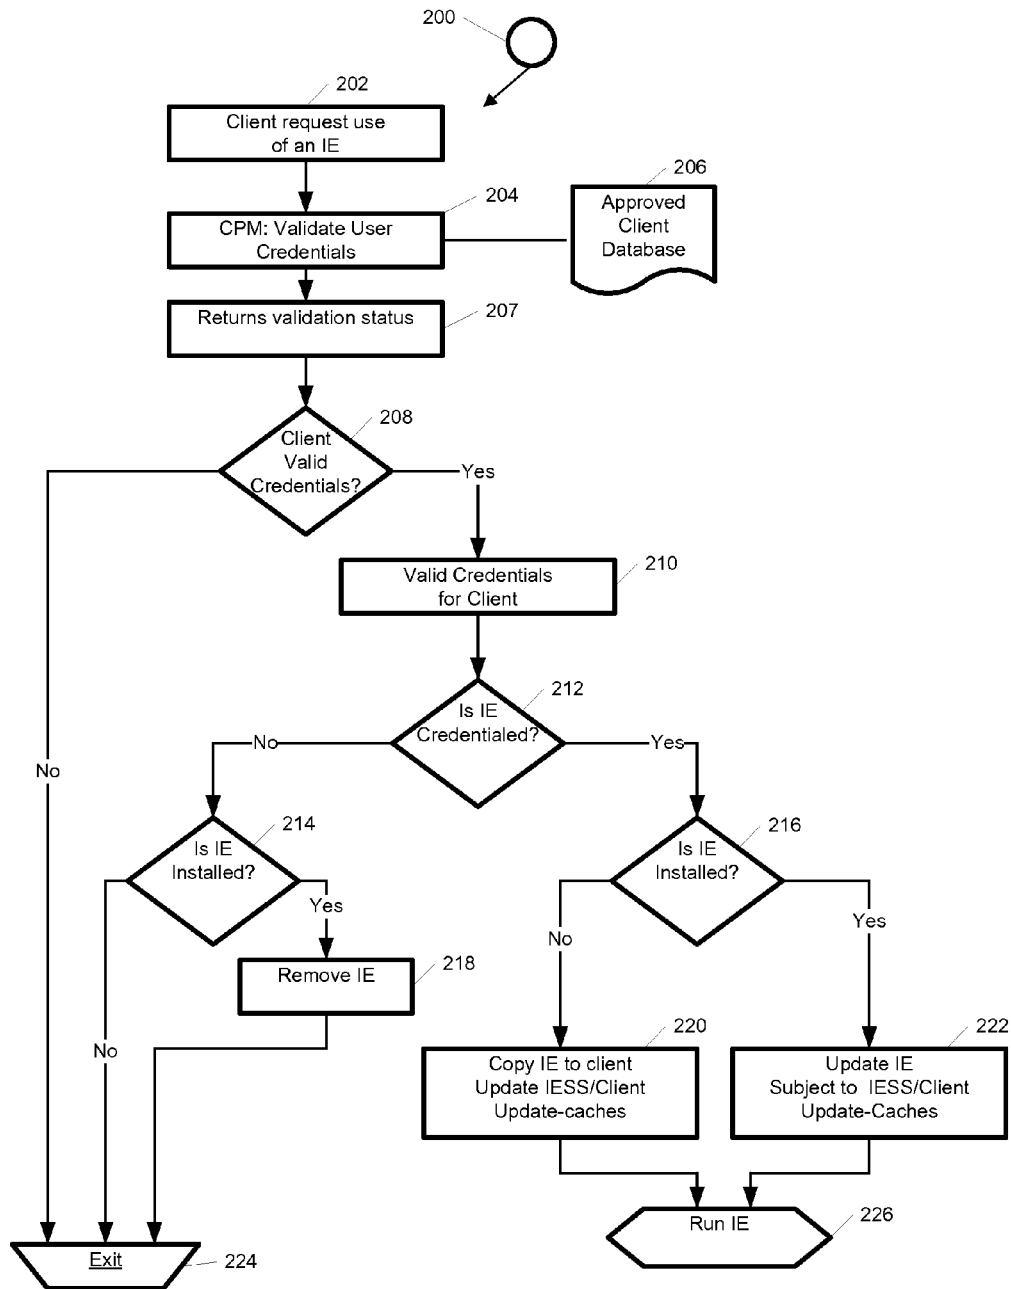 200
202
Client request use
of an IE
204
CPM: Validate User
Credentials
206
Approved
Client
Database
207
Returns validation status
208
Client
Valid
Credentials?
Yes
210
Valid Credentials
for Client
212
Is IE
Credentialed?
No
Yes
No
214
Is IE
Installed?
216
Is IE
Installed?
Yes
No
Yes
218
Remove IE
No
220
Copy IE to client
Update IESS/Client
Update-caches
222
Update IE
Subject to IESS/Client
Update-Caches
Run IE
226
Exit
224